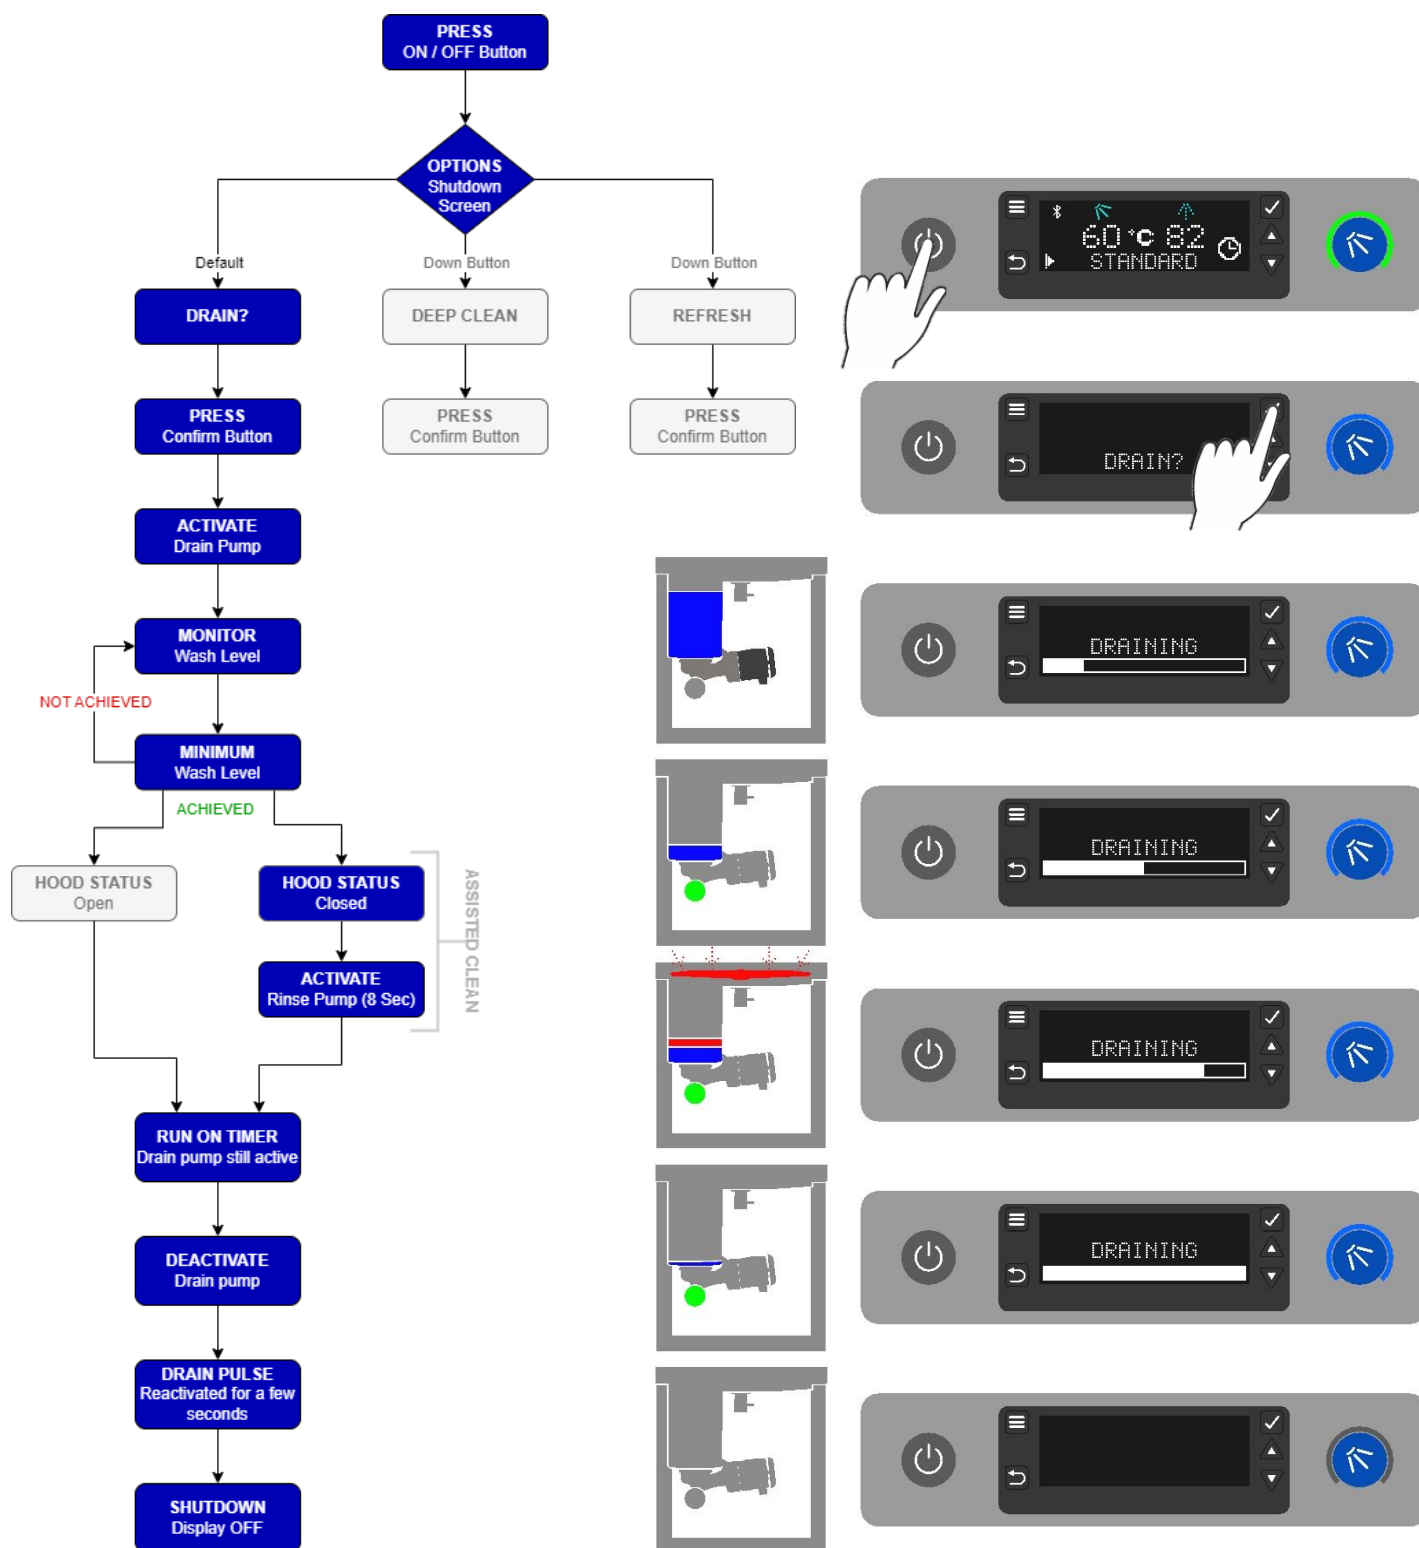 PRESS
ON / OFF Button
OPTIONS
Shutdown
Screen
Default
Down Button
Down Button
DRAIN?
DEEP CLEAN
REFRESH
PRESS
Confirm Button
PRESS
Confirm Button
PRESS
Confirm Button
ACTIVATE
Drain Pump
MONITOR
Wash Level
NOT ACHIEVED
MINIMUM
Wash Level
ACHIEVED
HOOD STATUS
Open
HOOD STATUS
Closed
ACTIVATE
Rinse Pump (8 Sec)
ASSISTED CLEAN
RUN ON TIMER
Drain pump still active
DEACTIVATE
Drain pump
DRAIN PULSE
Reactivated for a few
seconds
SHUTDOWN
Display OFF
60 °C 82
STANDARD
DRAIN?
DRAINING
DRAINING
DRAINING
DRAINING